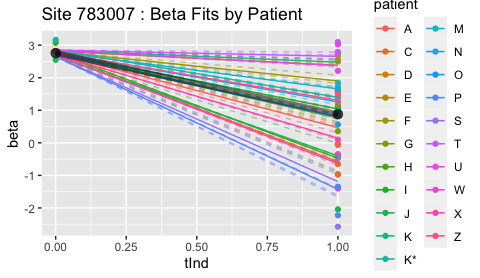 Site 783007 : Beta Fits by Patient
3
2
1
0
-1
-2
beta
0.00 0.25 0.50 0.75 1.00
tInd
patient
A M
C N
D O
E P
F S
G T
H U
I W
J X
K Z
K*